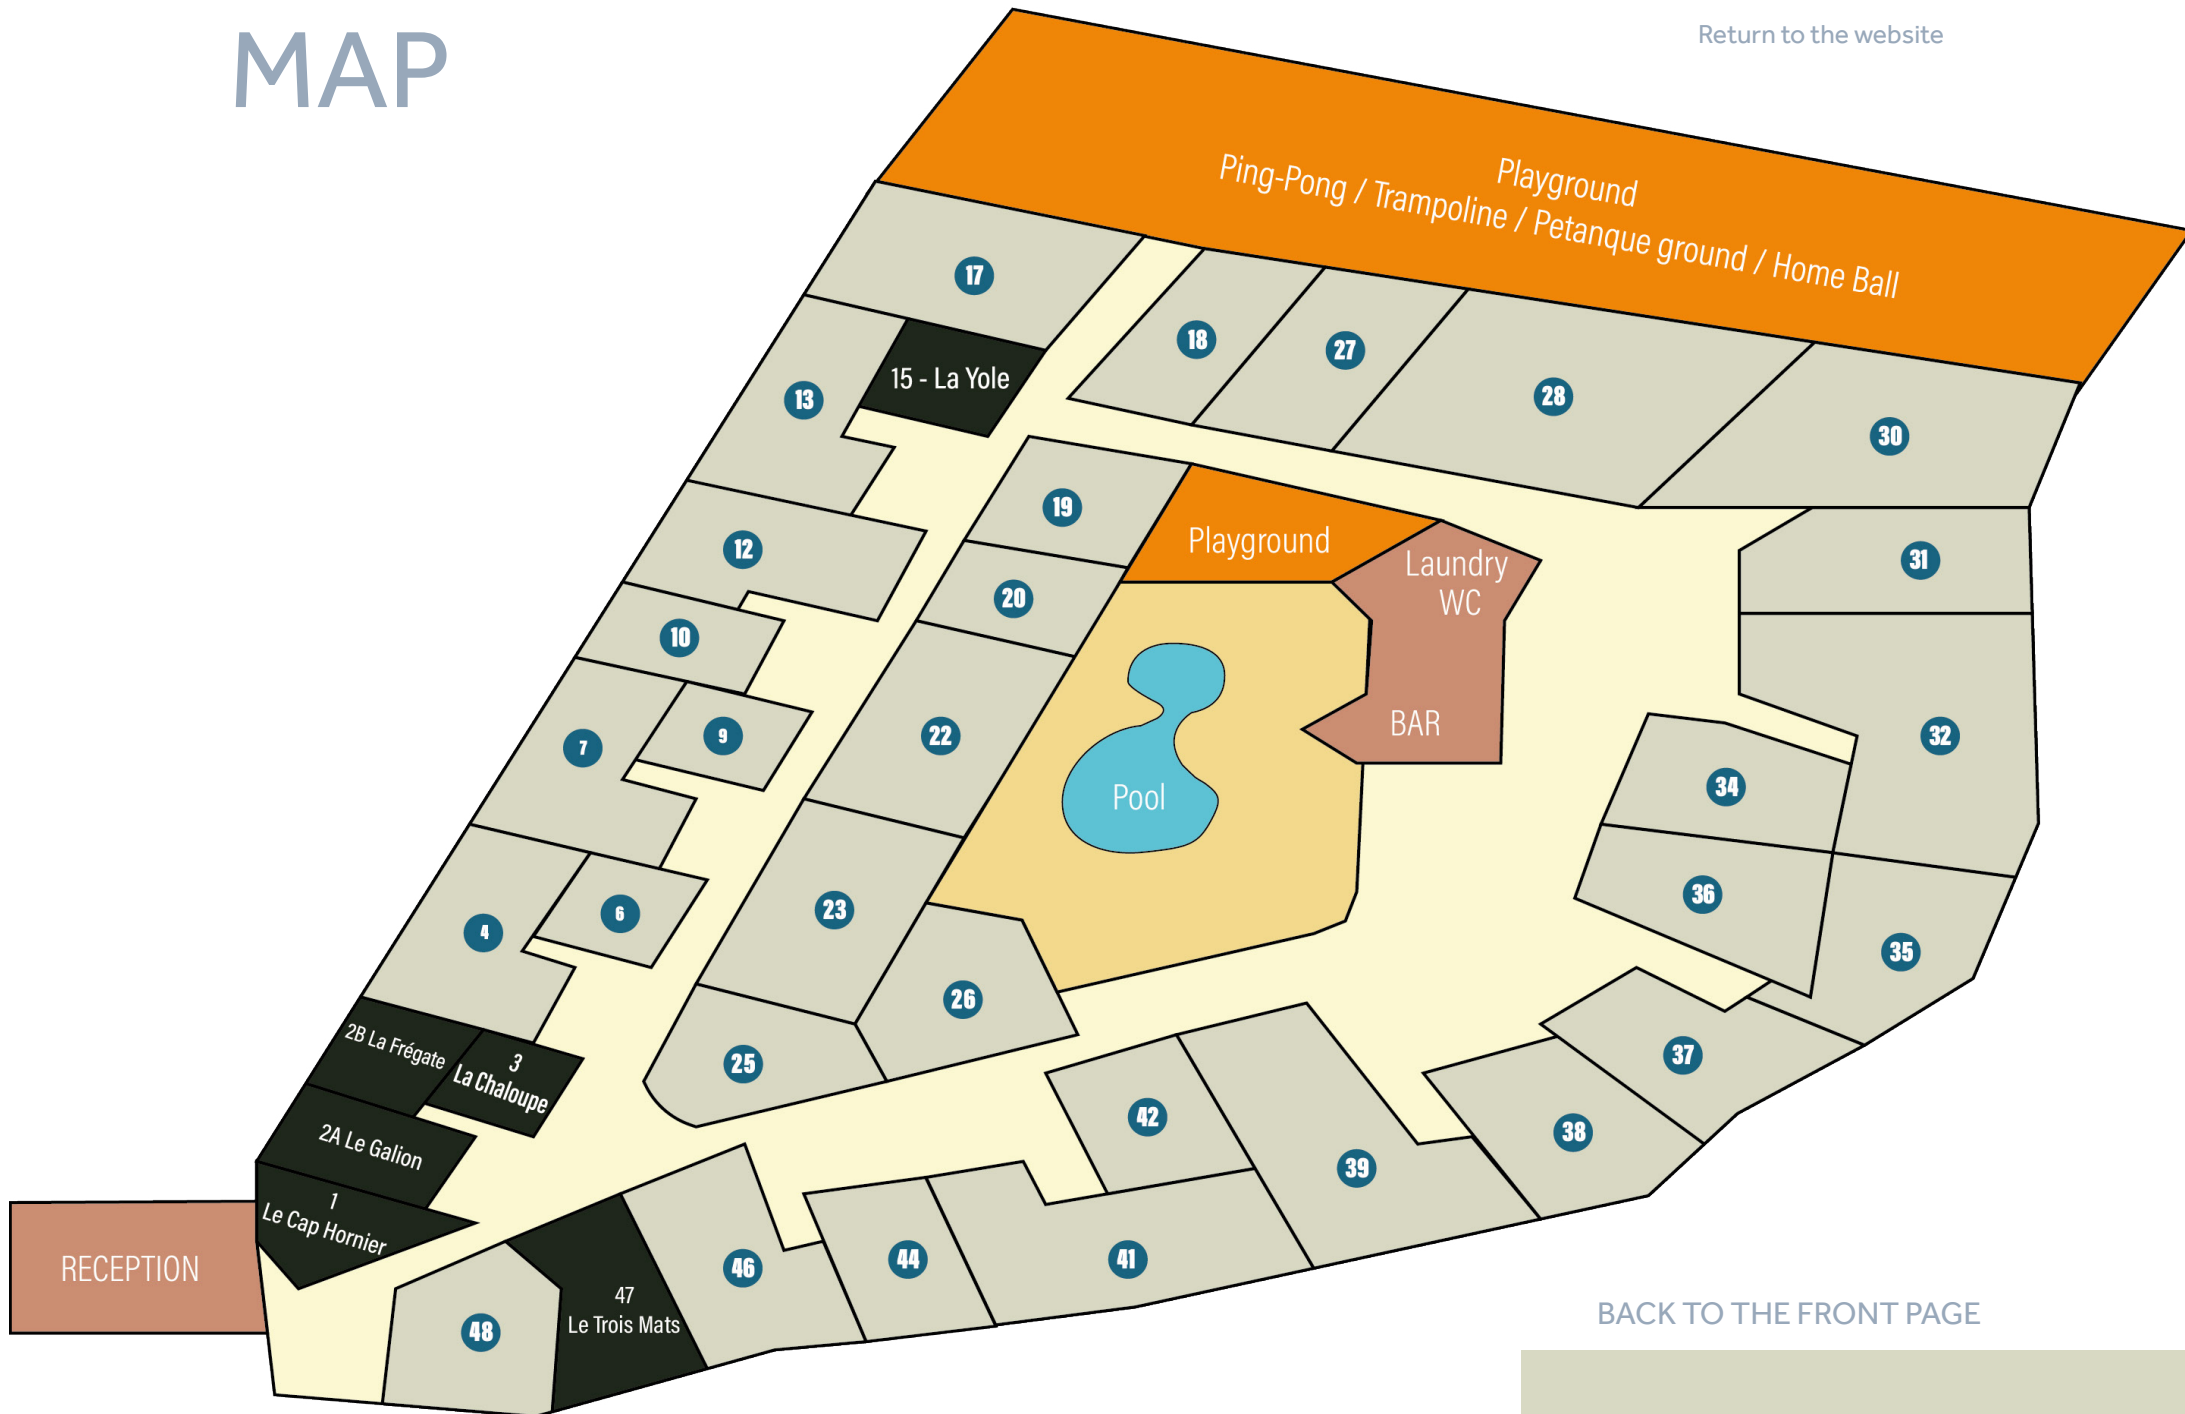 MAP
Return to the website
Playground
Ping-Pong / Trampoline / Petanque ground / Home Ball
17
18
27
28
30
15 - La Yole
13
19
Playground
Laundry
WC
31
12
20
10
9
7
22
BAR
32
Pool
34
36
23
6
4
35
26
2B La Frégate
3
La Chaloupe
25
37
42
38
2A Le Galion
39
1
Le Cap Hornier
RECEPTION
46
44
41
47
Le Trois Mats
48
BACK TO THE FRONT PAGE